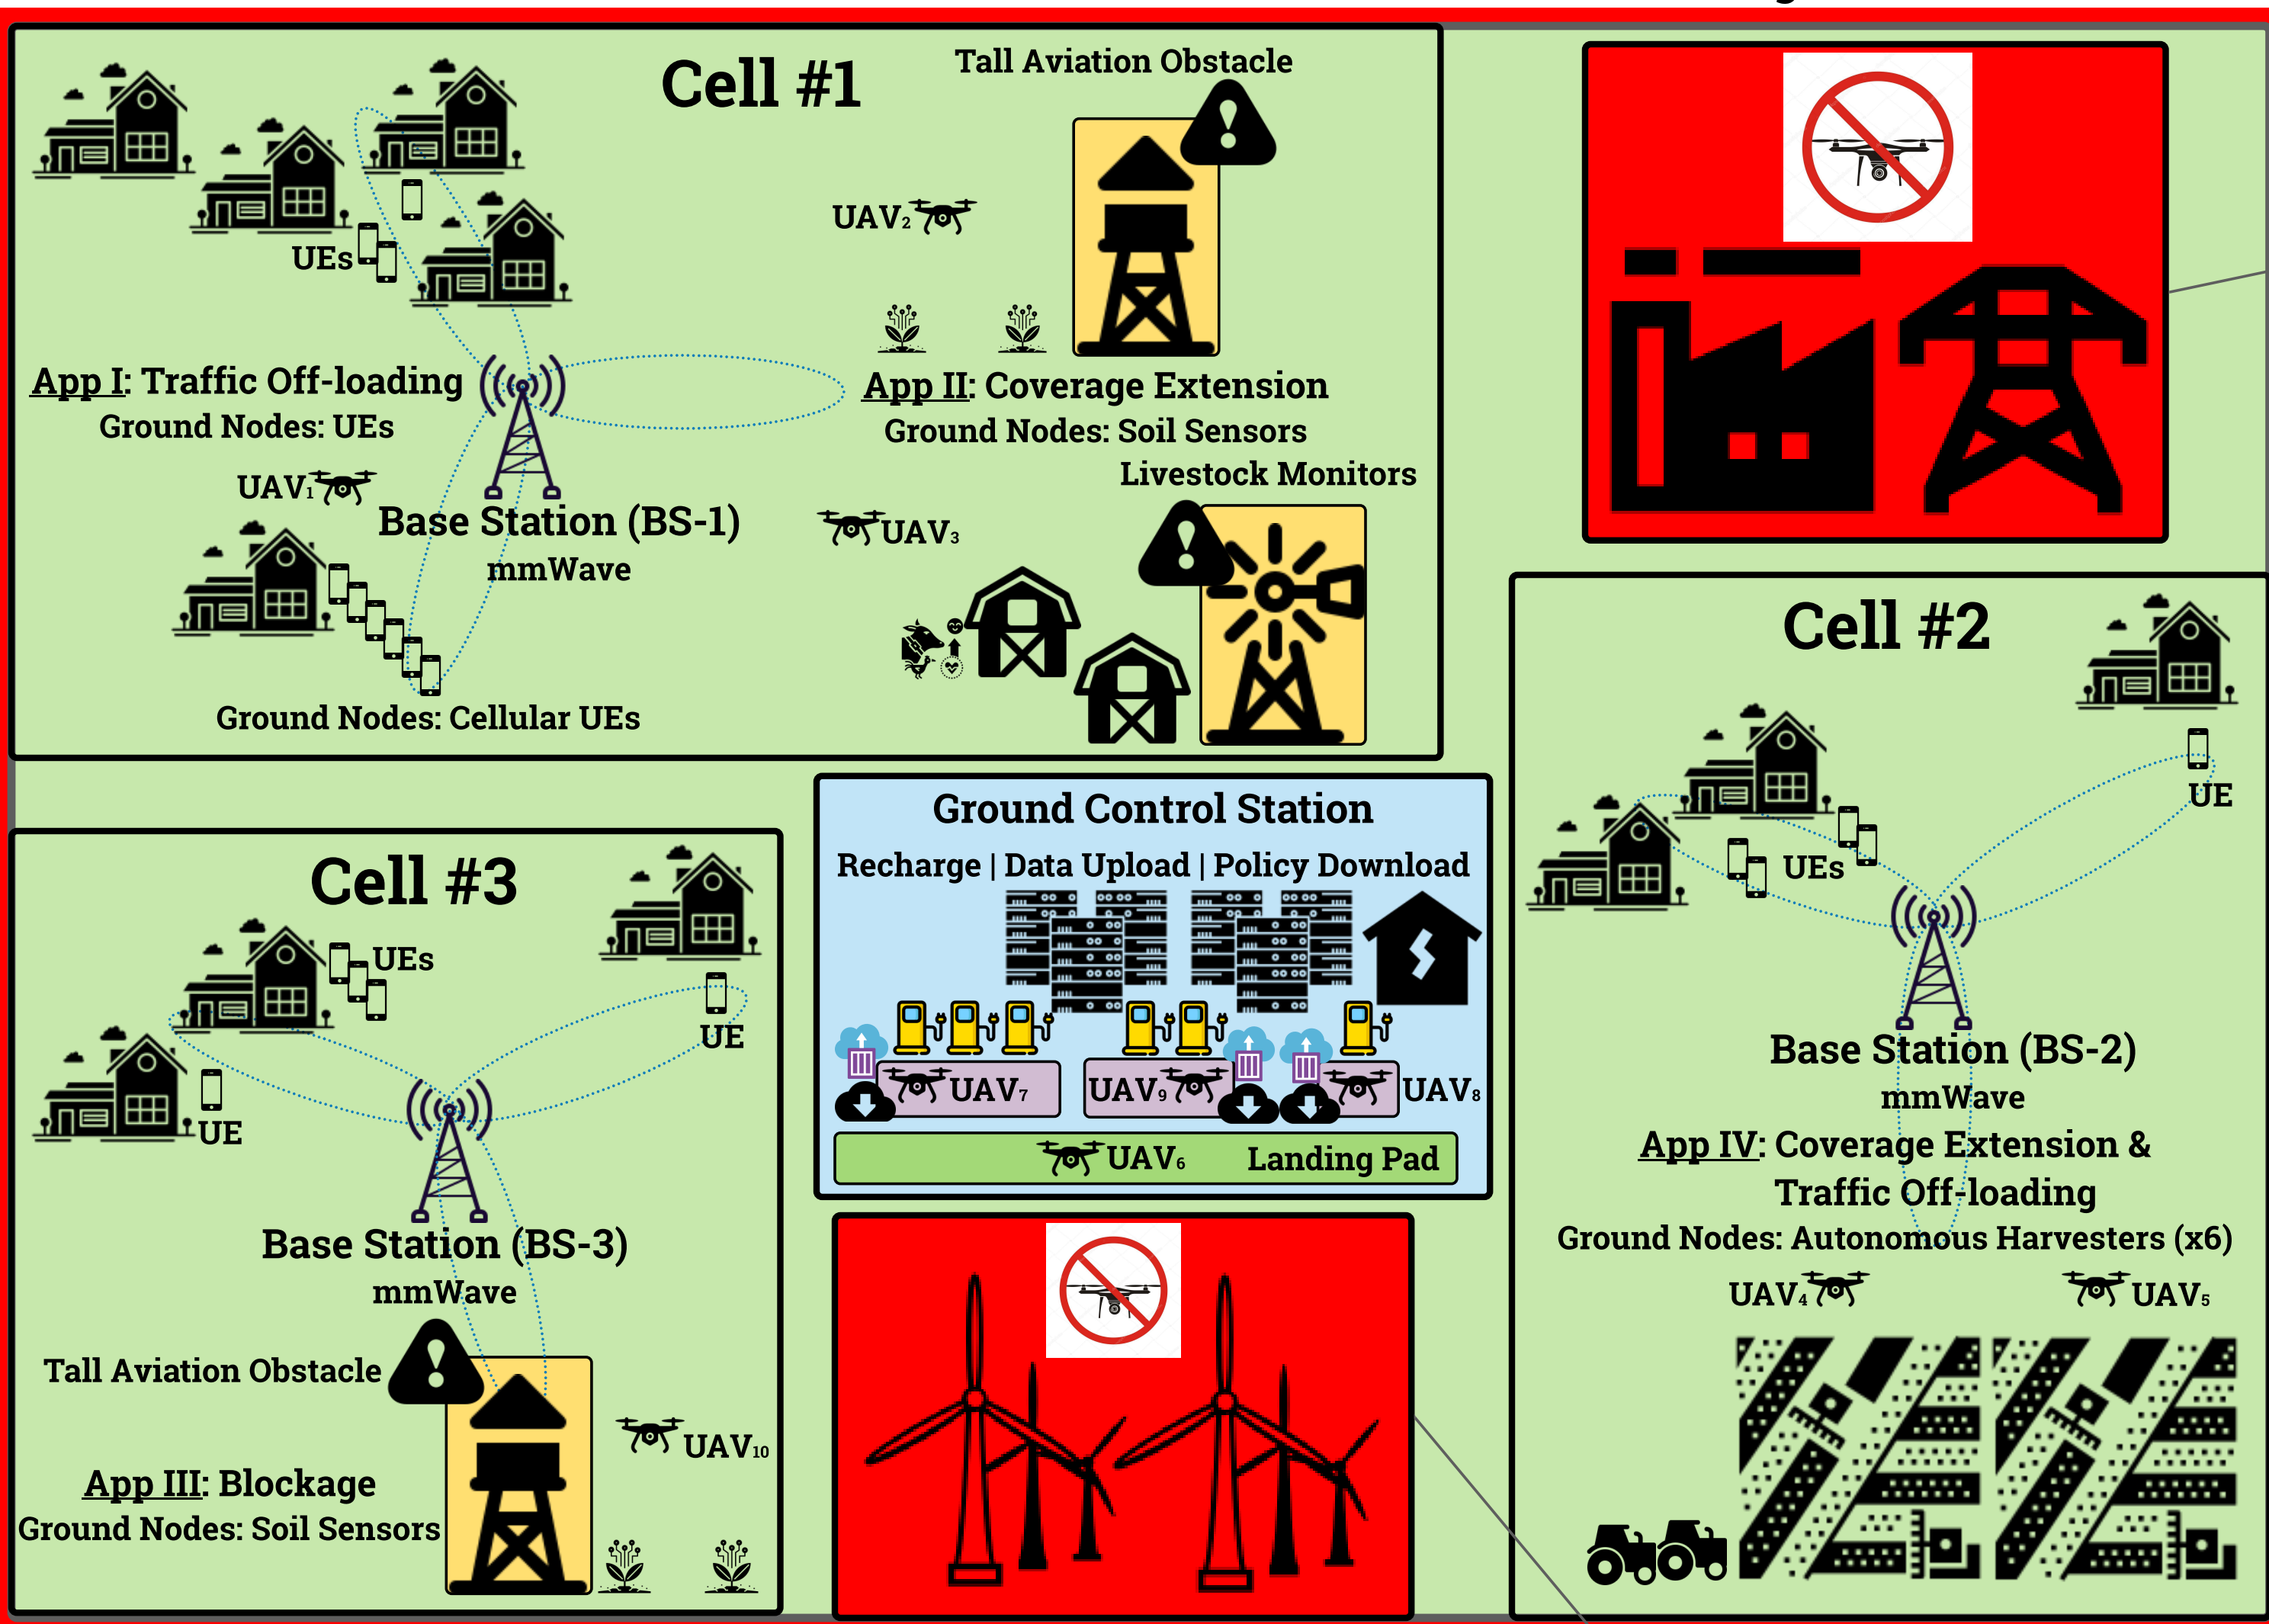 Cell #1
Tall Aviation Obstacle
UAV2
UEs
App I: Traffic Off-loading
Ground Nodes: UEs
App II: Coverage Extension
Ground Nodes: Soil Sensors
Livestock Monitors
UAV1
Base Station (BS-1)
mmWave
UAV3
Ground Nodes: Cellular UEs
Cell #2
UE
UEs
Base Station (BS-2)
mmWave
App IV: Coverage Extension &
Traffic Off-loading
Ground Nodes: Autonomous Harvesters (x6)
UAV4
UAV5
Ground Control Station
Recharge | Data Upload | Policy Download
UAV7
UAV9
UAV8
UAV6
Landing Pad
Cell #3
UEs
UE
UE
Base Station (BS-3)
mmWave
Tall Aviation Obstacle
UAV10
App III: Blockage
Ground Nodes: Soil Sensors